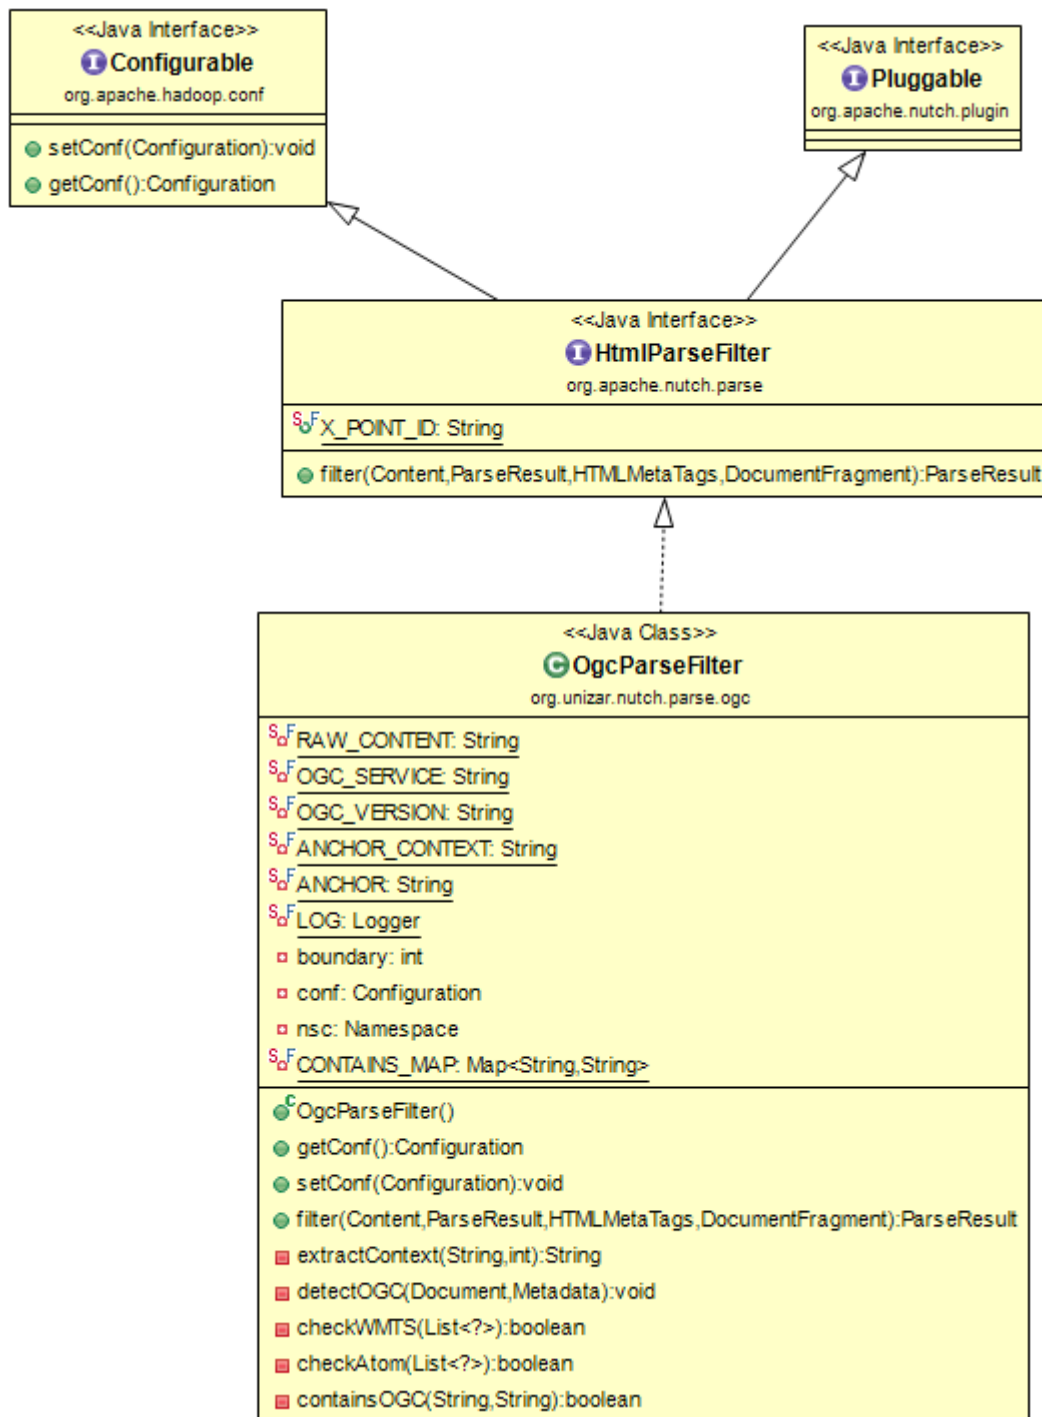 <<Java Interface>>
I Configurable
org.apache.hadoop.conf
setConf(Configuration):void
getConf():Configuration
<<Java Interface>>
I Pluggable
org.apache.nutch.plugin
<<Java Interface>>
I HtmlParseFilter
org.apache.nutch.parse
S F X_POINT_ID: String
filter(Content,ParseResult,HTMLMetaTags,DocumentFragment):ParseResult
<<Java Class>>
C OgcParseFilter
org.unizar.nutch.parse.ogc
S F RAW_CONTENT: String
S F OGC_SERVICE: String
S F OGC_VERSION: String
S F ANCHOR_CONTEXT: String
S F ANCHOR: String
S F LOG: Logger
boundary: int
conf: Configuration
nsc: Namespace
S F CONTAINS_MAP: Map<String,String>
C OgcParseFilter()
getConf():Configuration
setConf(Configuration):void
filter(Content,ParseResult,HTMLMetaTags,DocumentFragment):ParseResult
extractContext(String,int):String
detectOGC(Document,Metadata):void
checkWMTS(List<?>):boolean
checkAtom(List<?>):boolean
containsOGC(String,String):boolean